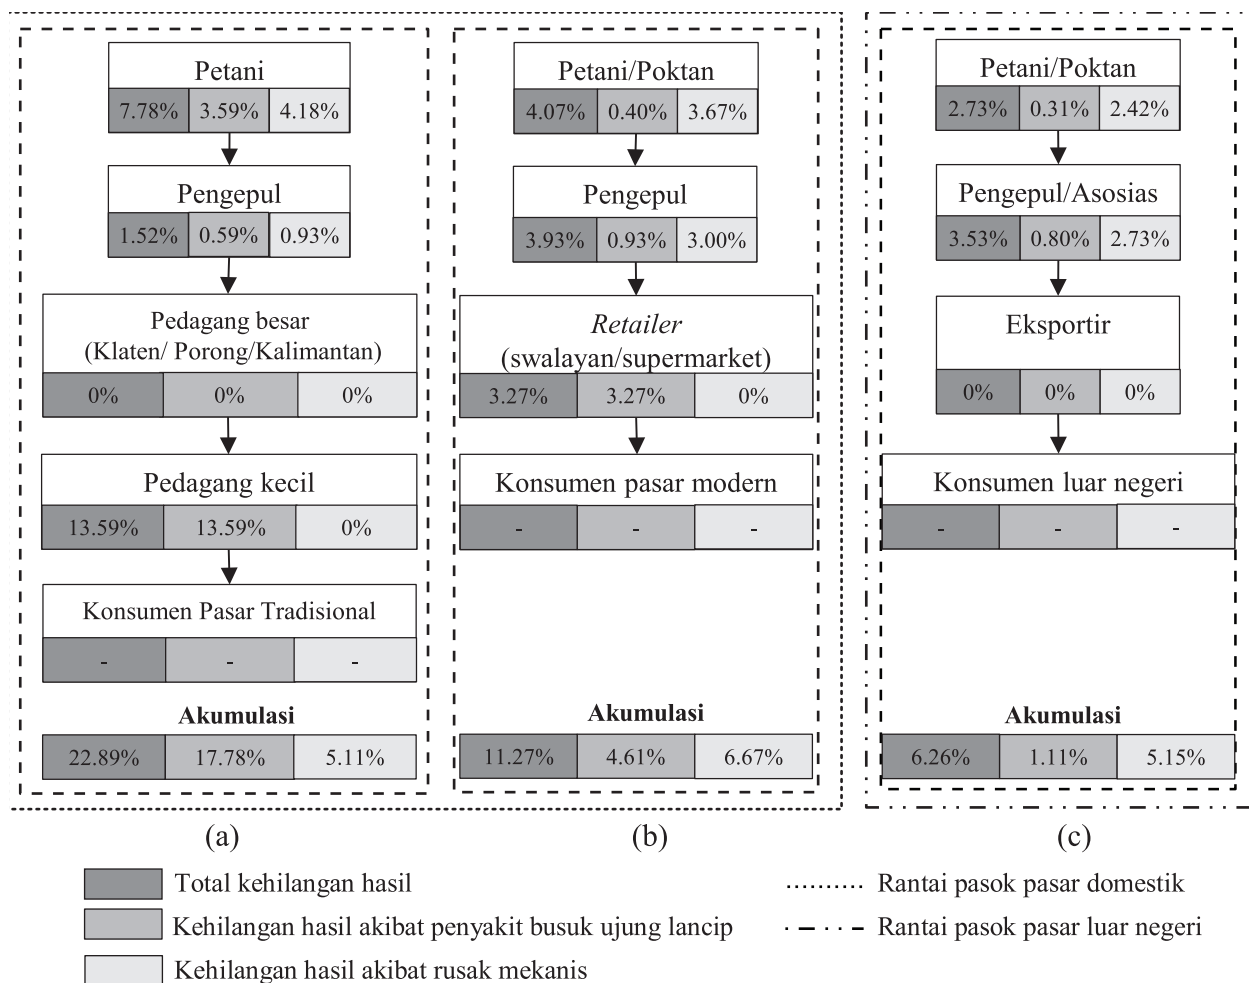 Petani
7.78% 3.59% 4.18%
Pengepul
1.52% 0.59% 0.93%
Pedagang besar
(Klaten/ Porong/Kalimantan)
0% 0% 0%
Pedagang kecil
13.59% 13.59% 0%
Konsumen Pasar Tradisional
- - -
Akumulasi
22.89% 17.78% 5.11%
(a)
Petani/Poktan
4.07% 0.40% 3.67%
Pengepul
3.93% 0.93% 3.00%
Retailer
(swalayan/supermarket)
3.27% 3.27% 0%
Konsumen pasar modern
- - -
Akumulasi
11.27% 4.61% 6.67%
(b)
Petani/Poktan
2.73% 0.31% 2.42%
Pengepul/Asosias
3.53% 0.80% 2.73%
Eksportir
0% 0% 0%
Konsumen luar negeri
- - -
Akumulasi
6.26% 1.11% 5.15%
(c)
Total kehilangan hasil
Kehilangan hasil akibat penyakit busuk ujung lancip
Kehilangan hasil akibat rusak mekanis
Rantai pasok pasar domestik
Rantai pasok pasar luar negeri